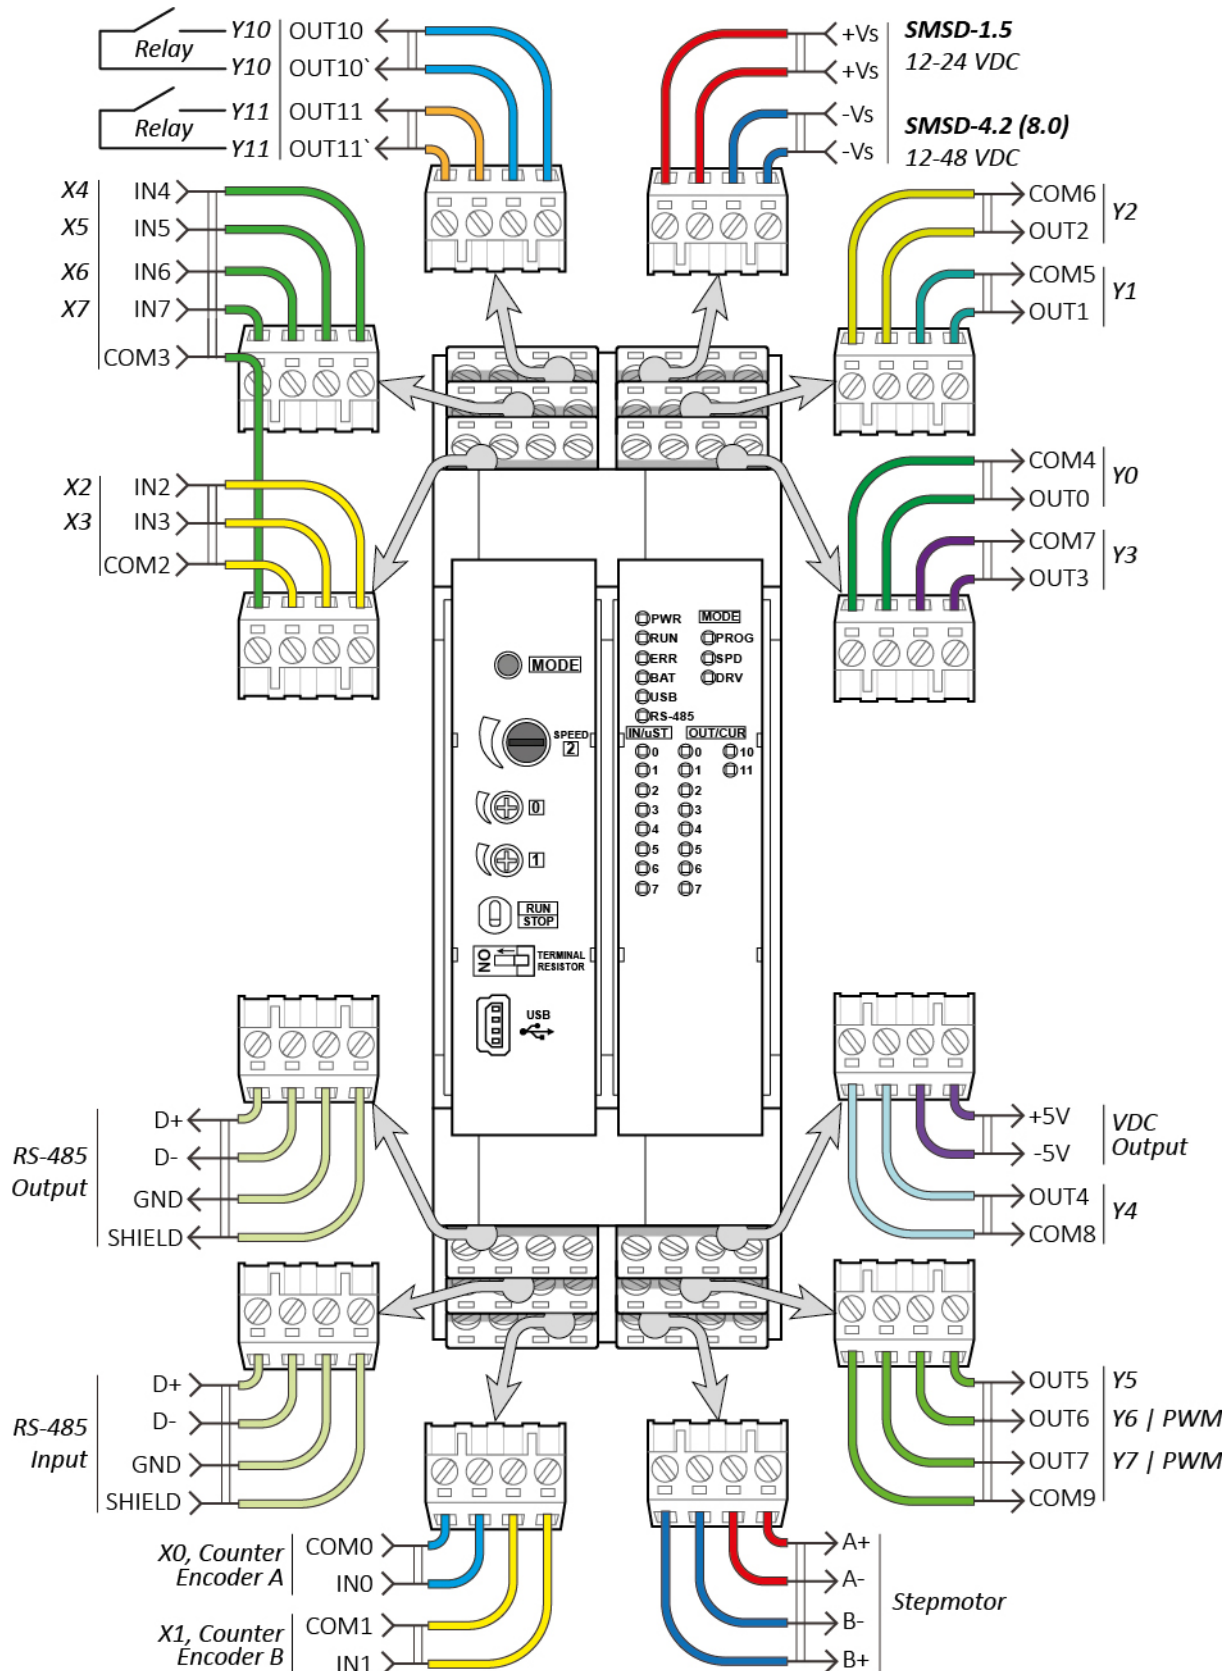 Y10 OUT10
Relay
Y10 OUT10`
Y11 OUT11
Relay
Y11 OUT11`
+Vs
+Vs
-Vs
-Vs
SMSD-1.5
12-24 VDC
SMSD-4.2 (8.0)
12-48 VDC
X4 IN4
X5 IN5
X6 IN6
X7 IN7
COM3
COM6
OUT2
Y2
COM5
OUT1
Y1
X2 IN2
X3 IN3
COM2
COM4
OUT0
Y0
COM7
OUT3
Y3
MODE
SPEED
2
0
1
RUN
STOP
NO
TERMINAL
RESISTOR
USB
PWR MODE
RUN PROG
ERR SPD
BAT DRV
USB
RS-485
IN/uST OUT/CUR
0 0 10
1 1 11
2 2
3 3
4 4
5 5
6 6
7 7
RS-485
Output
D+
D-
GND
SHIELD
+5V
-5V
VDC
Output
OUT4
COM8
Y4
RS-485
Input
D+
D-
GND
SHIELD
OUT5 Y5
OUT6 Y6 | PWM
OUT7 Y7 | PWM
COM9
X0, Counter
Encoder A
COM0
IN0
X1, Counter
Encoder B
COM1
IN1
A+
A-
B-
B+
Stepmotor